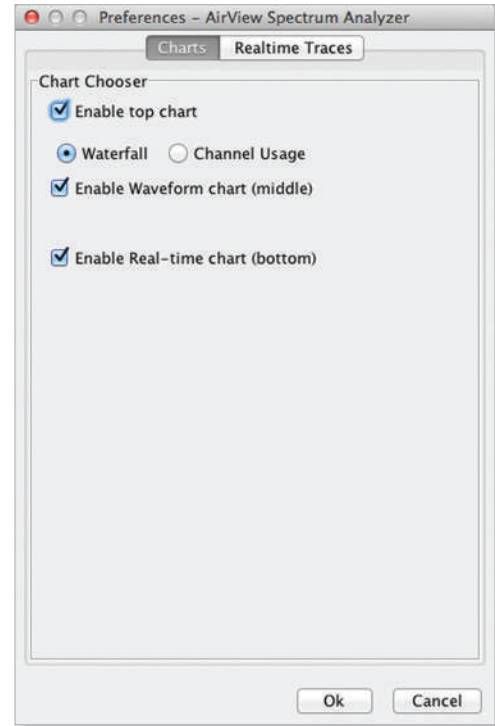 Preferences – AirView Spectrum Analyzer
Charts Realtime Traces
Chart Chooser
Enable top chart
Waterfall Channel Usage
Enable Waveform chart (middle)
Enable Real-time chart (bottom)
Ok Cancel